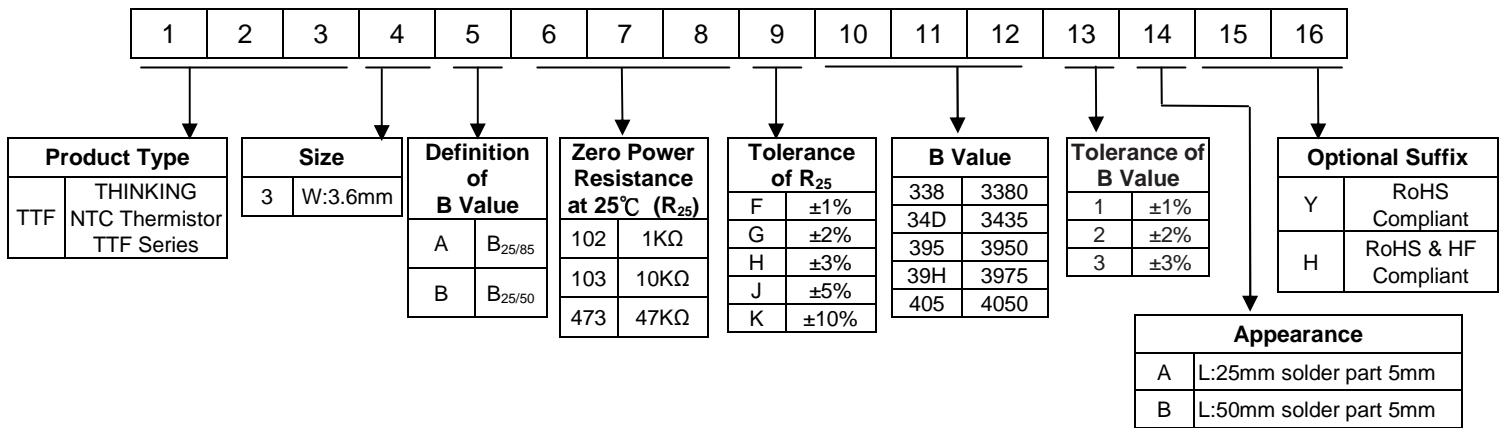 1 2 3 4 5 6 7 8 9 10 11 12 13 14 15 16
Product Type
TTF
THINKING
NTC Thermistor
TTF Series
Size
3 W:3.6mm
Definition
of
B Value
A B25/85
B B25/50
Zero Power
Resistance
at 25℃ (R25)
102 1KΩ
103 10KΩ
473 47KΩ
Tolerance
of R25
F ±1%
G ±2%
H ±3%
J ±5%
K ±10%
B Value
338 3380
34D 3435
395 3950
39H 3975
405 4050
Tolerance of
B Value
1 ±1%
2 ±2%
3 ±3%
Optional Suffix
Y
RoHS
Compliant
H
RoHS & HF
Compliant
Appearance
A L:25mm solder part 5mm
B L:50mm solder part 5mm